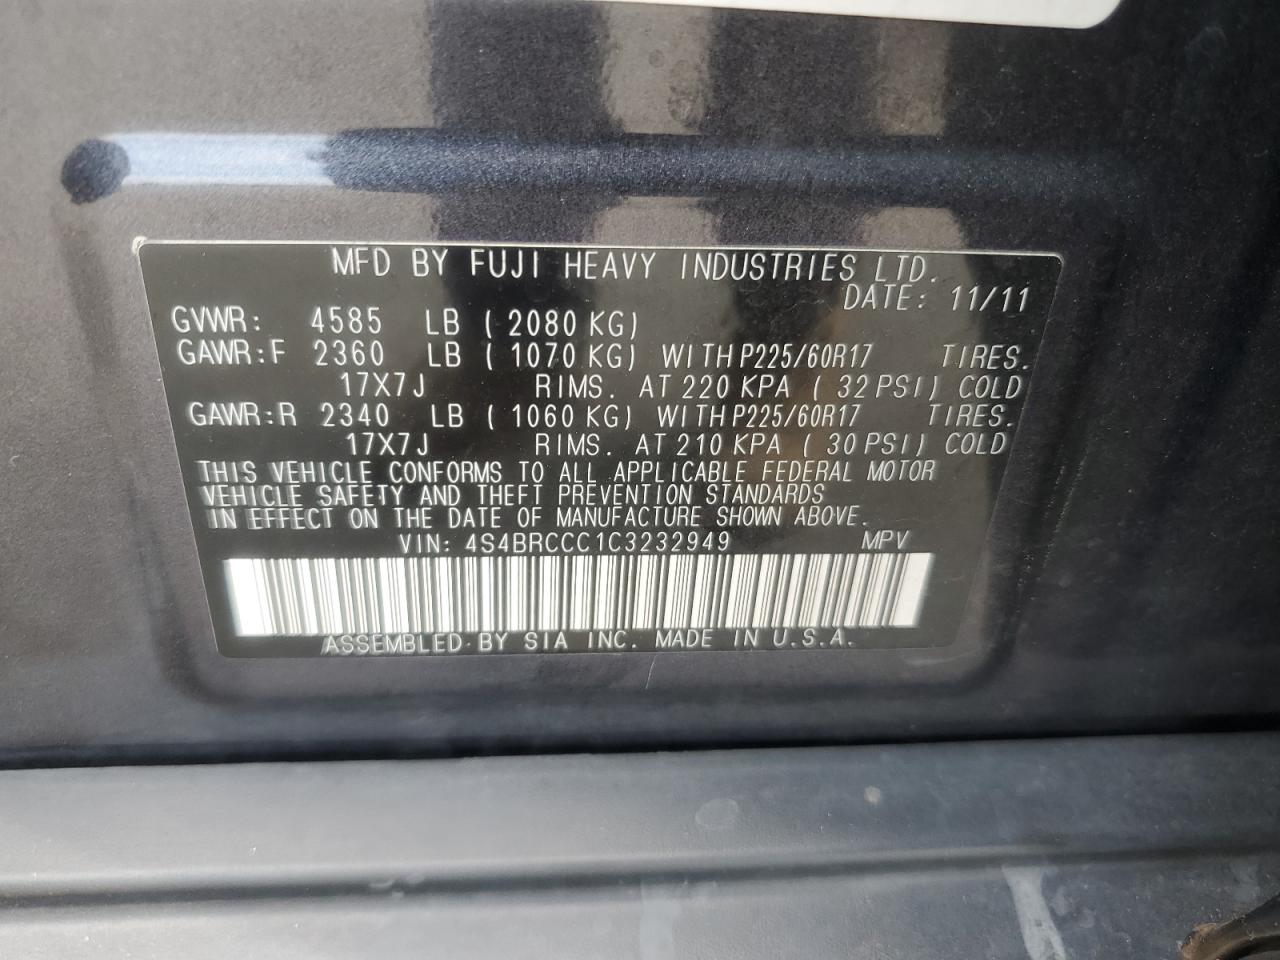 MFD BY FUJI HEAVY INDUSTRIES LTD.
DATE: 11/11
GVWR: 4585 LB ( 2080 KG)
GAWR:F 2360 LB ( 1070 KG) WITH P225/60R17 TIRES.
17X7J RIMS. AT 220 KPA ( 32 PSI) COLD
GAWR:R 2340 LB ( 1060 KG) WITH P225/60R17 TIRES.
17X7J RIMS. AT 210 KPA ( 30 PSI) COLD
THIS VEHICLE CONFORMS TO ALL APPLICABLE FEDERAL MOTOR
VEHICLE SAFETY AND THEFT PREVENTION STANDARDS
IN EFFECT ON THE DATE OF MANUFACTURE SHOWN ABOVE.
VIN: 4S4BRCCC1C3232949 MPV
ASSEMBLED BY SIA INC. MADE IN U.S.A.